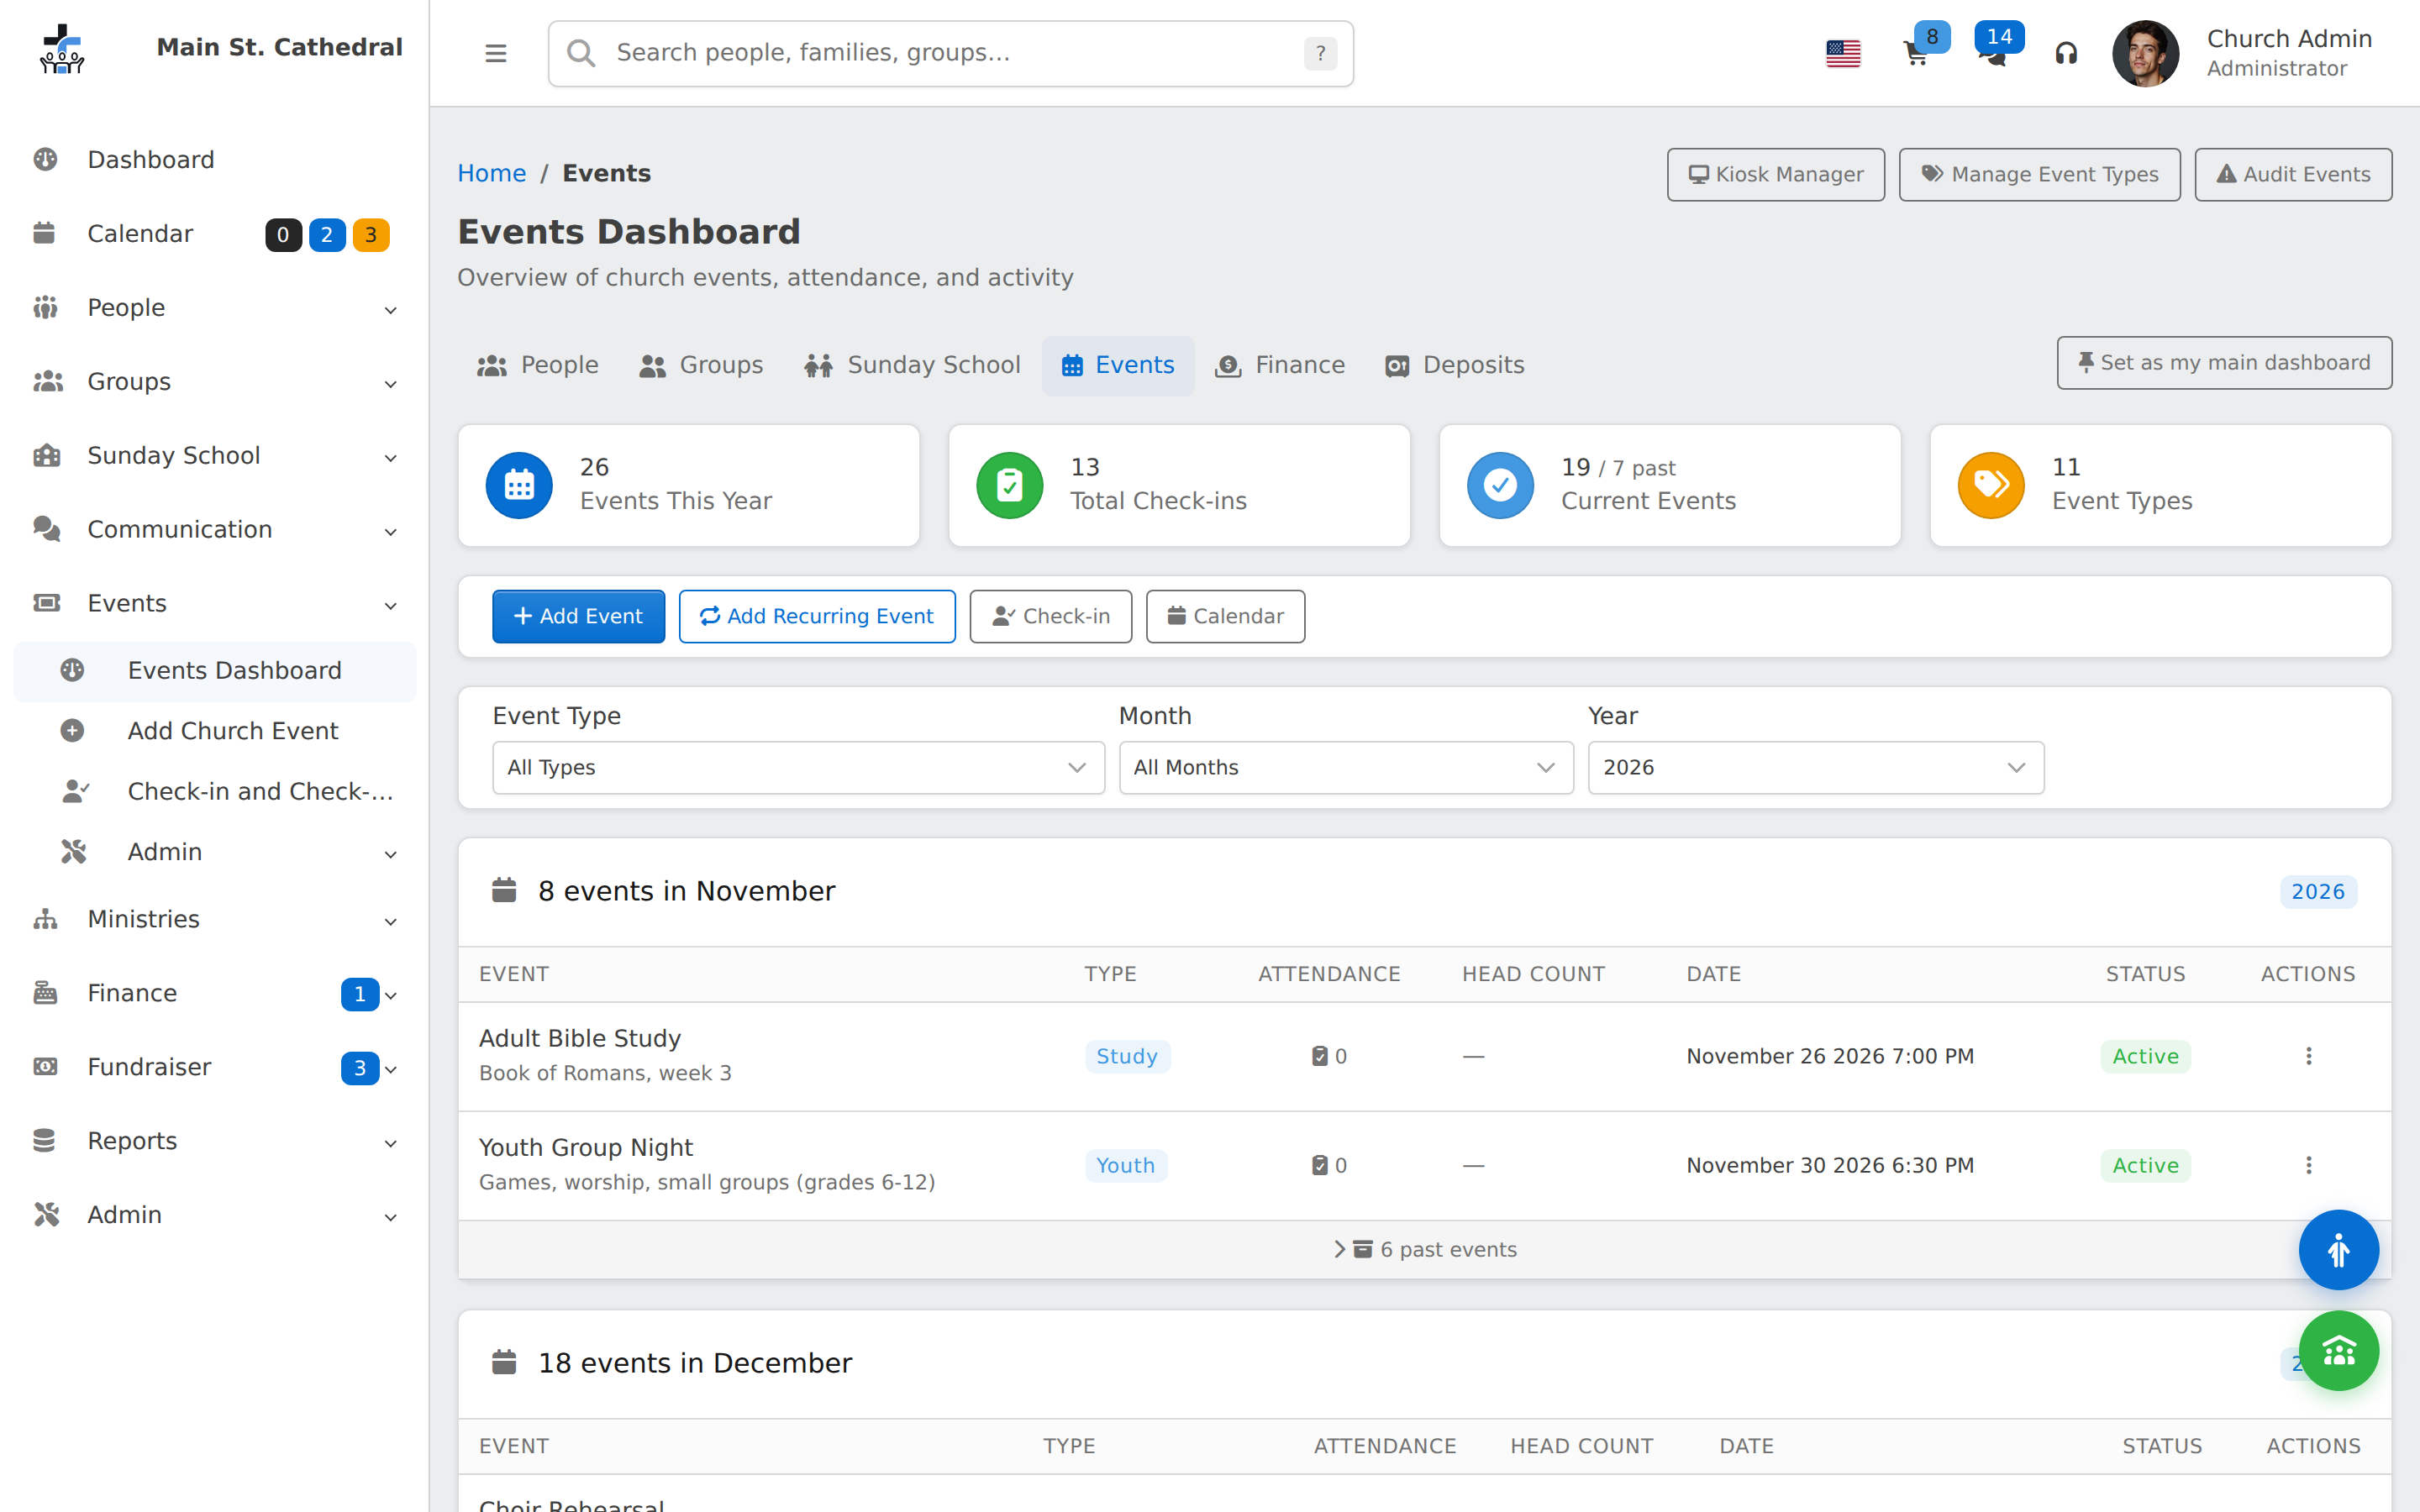 Main St. Cathedral
Search people, families, groups...
?
8
14
Church Admin
Administrator
Dashboard
Calendar
0
2
3
People
Groups
Sunday School
Communication
Events
Events Dashboard
Add Church Event
Check-in and Check-...
Admin
Ministries
Finance
1
Fundraiser
3
Reports
Admin
Home / Events
Kiosk Manager
Manage Event Types
Audit Events
Events Dashboard
Overview of church events, attendance, and activity
People
Groups
Sunday School
Events
Finance
Deposits
Set as my main dashboard
26
Events This Year
13
Total Check-ins
19 / 7 past
Current Events
11
Event Types
Add Event
Add Recurring Event
Check-in
Calendar
Event Type
Month
Year
All Types
All Months
2026
8 events in November
2026
EVENT TYPE ATTENDANCE HEAD COUNT DATE STATUS ACTIONS
Adult Bible Study
Book of Romans, week 3
Study
0
—
November 26 2026 7:00 PM
Active
Youth Group Night
Games, worship, small groups (grades 6-12)
Youth
0
—
November 30 2026 6:30 PM
Active
6 past events
18 events in December
EVENT TYPE ATTENDANCE HEAD COUNT DATE STATUS ACTIONS
Choir Rehearsal